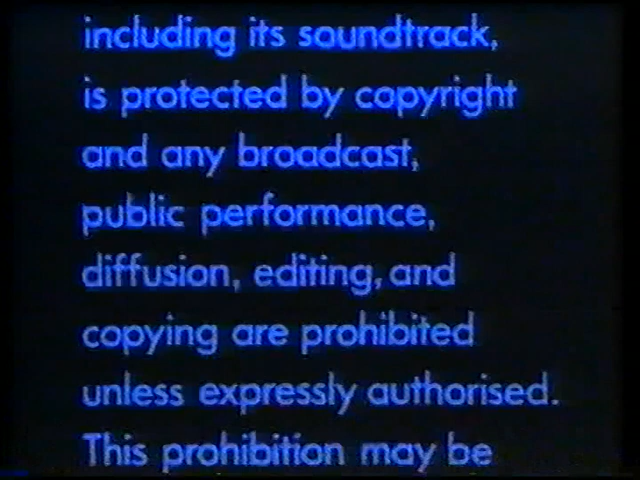 including its soundtrack,
is protected by copyright
and any broadcast,
public performance,
diffusion, editing, and
copying are prohibited
unless expressly authorised.
This prohibition may be